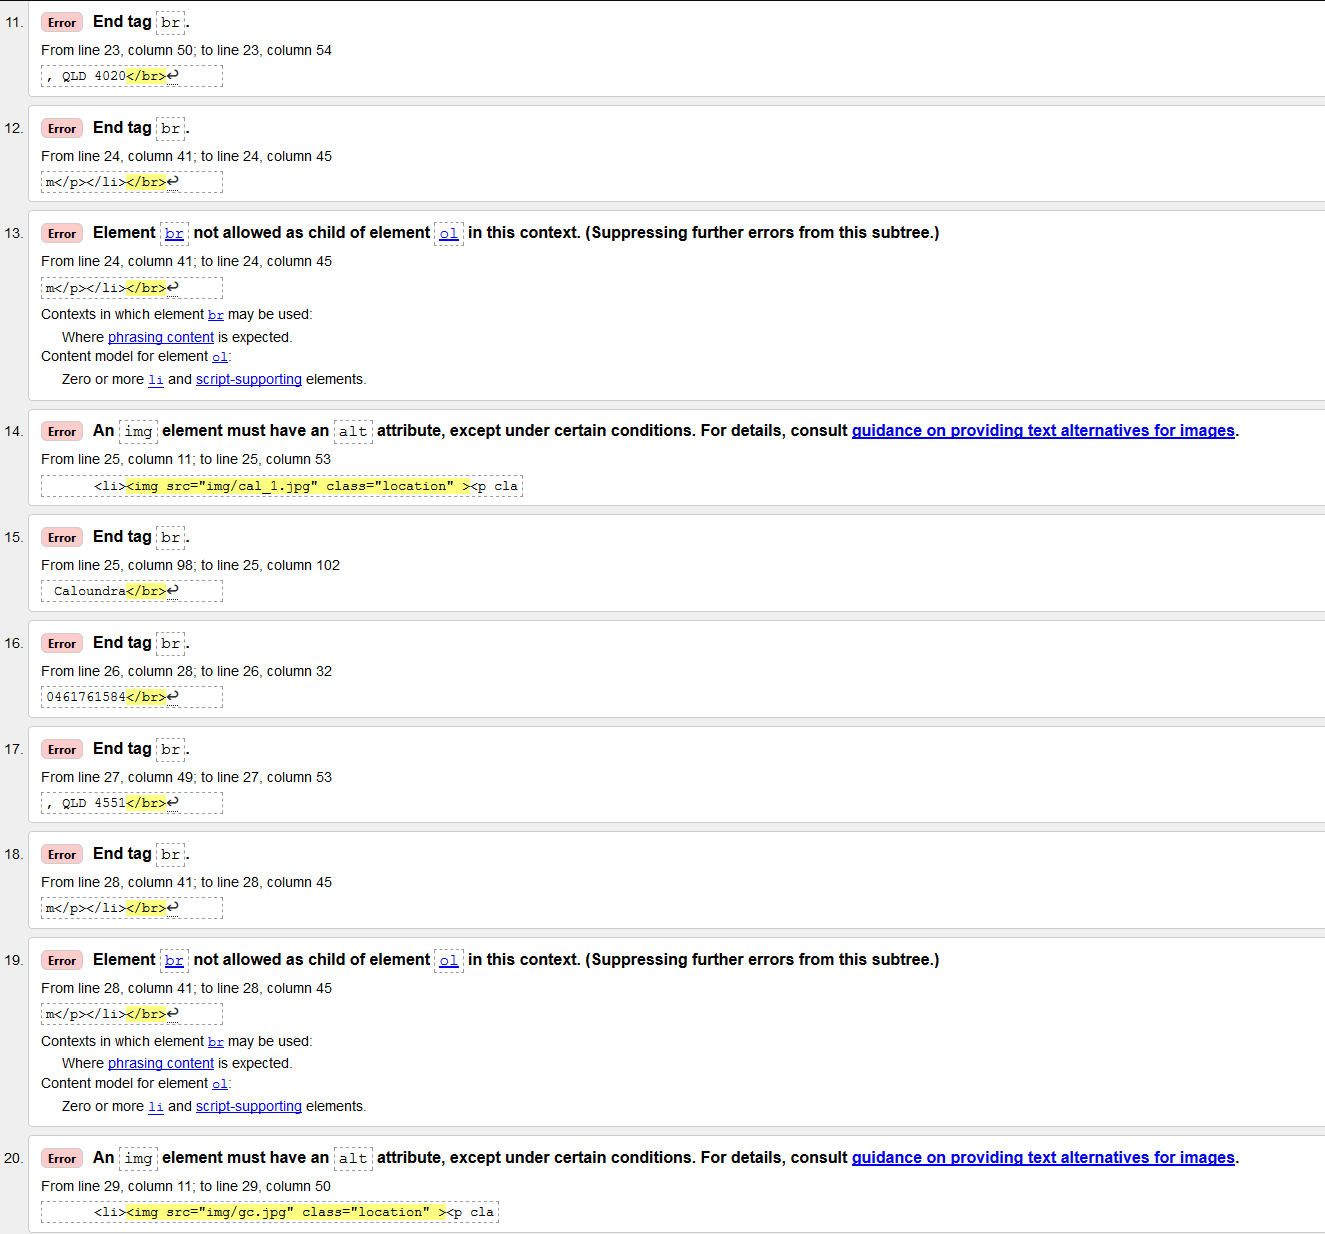 11. Error End tag br.
From line 23, column 50; to line 23, column 54
, QLD 4020</br>↩
12. Error End tag br.
From line 24, column 41; to line 24, column 45
m</p></li></br>↩
13. Error Element br not allowed as child of element ol in this context. (Suppressing further errors from this subtree.)
From line 24, column 41; to line 24, column 45
m</p></li></br>↩
Contexts in which element br may be used:
Where phrasing content is expected.
Content model for element ol:
Zero or more li and script-supporting elements.
14. Error An img element must have an alt attribute, except under certain conditions. For details, consult guidance on providing text alternatives for images.
From line 25, column 11; to line 25, column 53
<li><img src="img/cal_1.jpg" class="location" ><p cla
15. Error End tag br.
From line 25, column 98; to line 25, column 102
Caloundra</br>↩
16. Error End tag br.
From line 26, column 28; to line 26, column 32
0461761584</br>↩
17. Error End tag br.
From line 27, column 49; to line 27, column 53
, QLD 4551</br>↩
18. Error End tag br.
From line 28, column 41; to line 28, column 45
m</p></li></br>↩
19. Error Element br not allowed as child of element ol in this context. (Suppressing further errors from this subtree.)
From line 28, column 41; to line 28, column 45
m</p></li></br>↩
Contexts in which element br may be used:
Where phrasing content is expected.
Content model for element ol:
Zero or more li and script-supporting elements.
20. Error An img element must have an alt attribute, except under certain conditions. For details, consult guidance on providing text alternatives for images.
From line 29, column 11; to line 29, column 50
<li><img src="img/gc.jpg" class="location" ><p cla